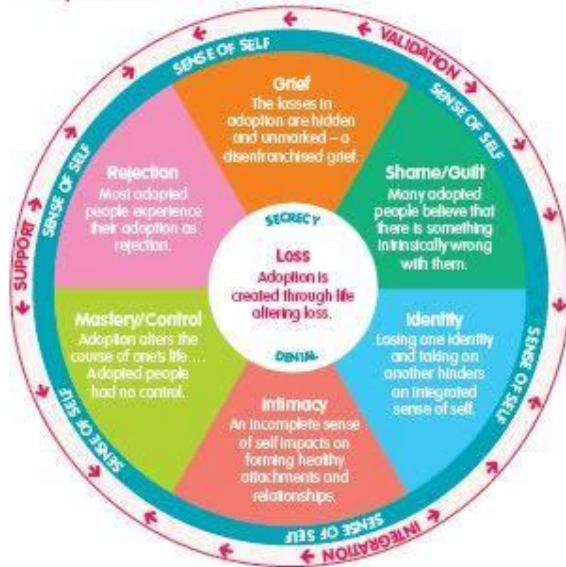 VALIDATION
SENSE OF SELF
SENSE OF SELF
SENSE OF SELF
SUPPORT
Grief
The losses in
adoption are hidden
and unmarked – a
disenfranchised grief.
Rejection
Most adopted
people experience
their adoption as
rejection.
Shame/Guilt
Many adopted
people believe that
there is something
intrinsically wrong
with them.
SECRECY
Loss
Adoption is
created through life
altering loss.
DENIAL
Mastery/Control
Adoption alters the
course of one's life....
Adopted people
had no control.
Identity
Losing one identity
and taking on
another hinders
an integrated
sense of self.
Intimacy
An incomplete sense
of self impacts on
forming healthy
attachments and
relationships.
SENSE OF SELF
SENSE OF SELF
SENSE OF SELF
INTEGRATION